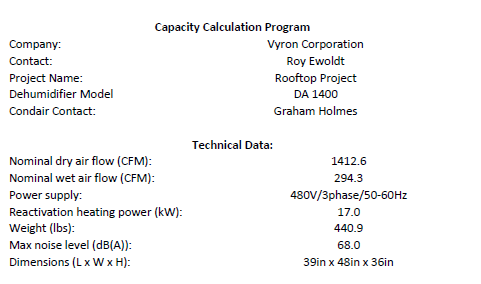 Capacity Calculation Program
Company: Vyron Corporation
Contact: Roy Ewoldt
Project Name: Rooftop Project
Dehumidifier Model DA 1400
Condair Contact: Graham Holmes
Technical Data:
Nominal dry air flow (CFM): 1412.6
Nominal wet air flow (CFM): 294.3
Power supply: 480V/3phase/50-60Hz
Reactivation heating power (kW): 17.0
Weight (lbs): 440.9
Max noise level (dB(A)): 68.0
Dimensions (L x W x H): 39in x 48in x 36in